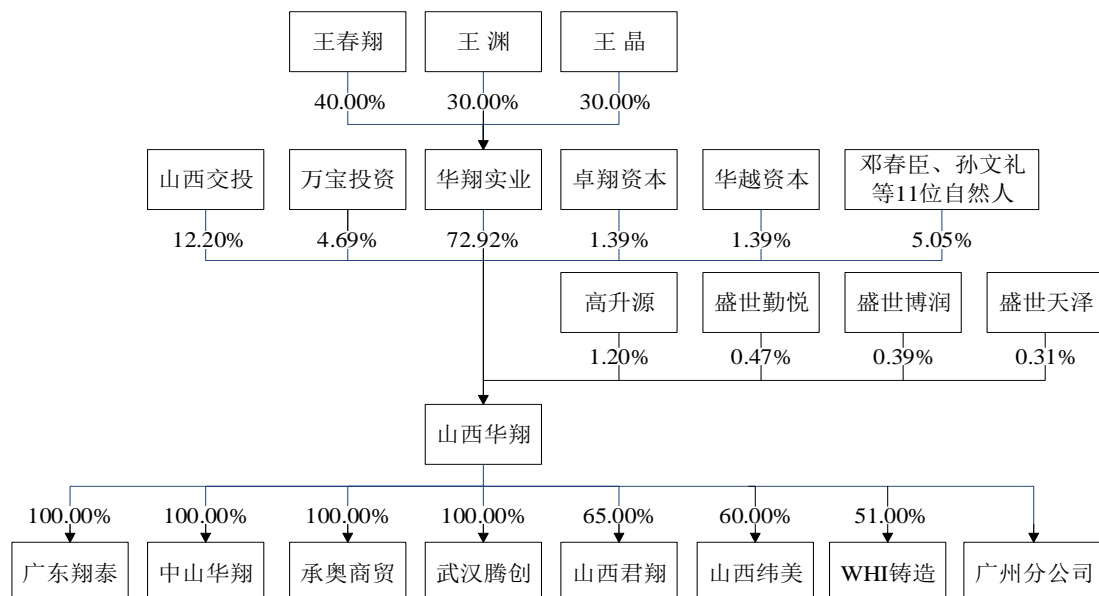 王春翔
王 渊
王 晶
40.00%
30.00%
30.00%
山西交投
万宝投资
华翔实业
卓翔资本
华越资本
邓春臣、孙文礼
等11位自然人
12.20%
4.69%
72.92%
1.39%
1.39%
5.05%
高升源
盛世勤悦
盛世博润
盛世天泽
1.20%
0.47%
0.39%
0.31%
山西华翔
100.00%
100.00%
100.00%
100.00%
65.00%
60.00%
51.00%
广东翔泰
中山华翔
承奥商贸
武汉腾创
山西君翔
山西纬美
WHI铸造
广州分公司